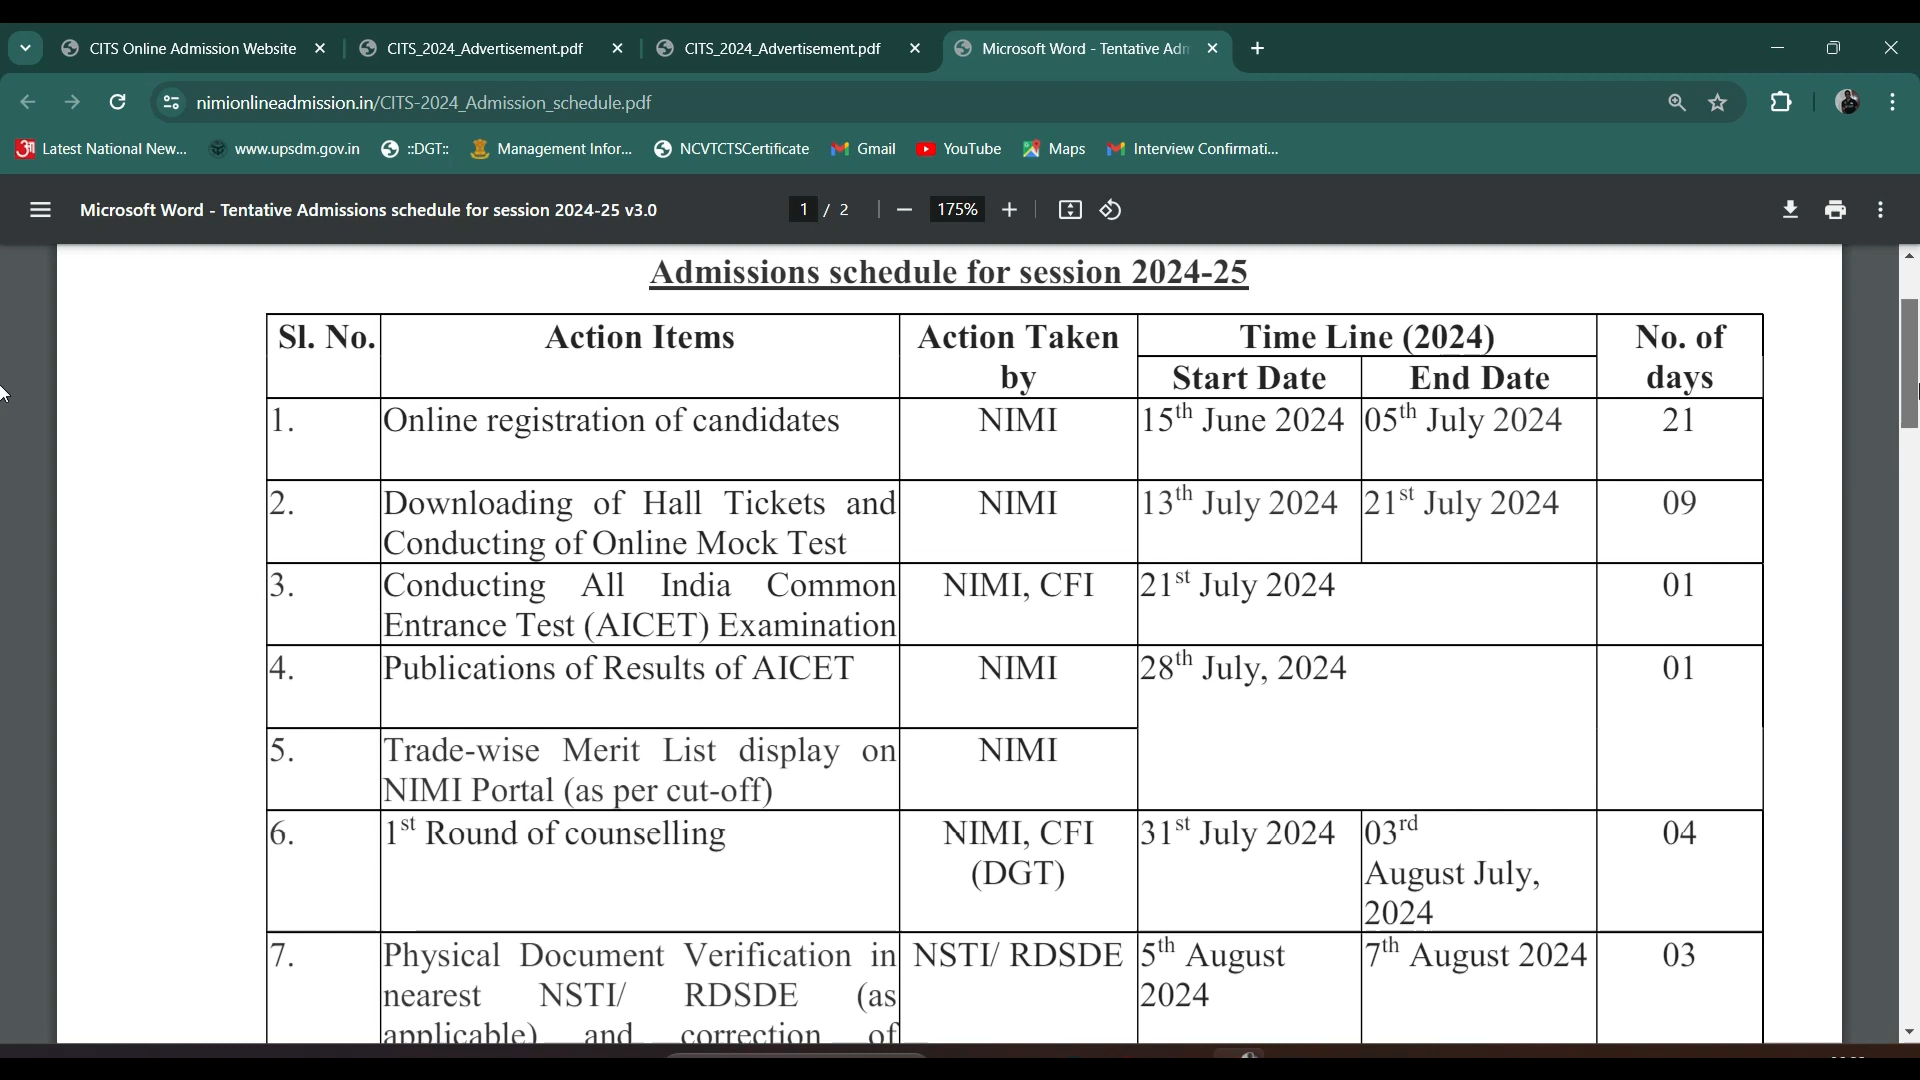 CITS Online Admission Website
CITS_2024_Advertisement.pdf
CITS_2024_Advertisement.pdf
Microsoft Word - Tentative Adm
nimionlineadmission.in/CITS-2024_Admission_schedule.pdf
Latest National New...
www.upsdm.gov.in
::DGT::
Management Infor...
NCVTCTSCertificate
Gmail
YouTube
Maps
Interview Confirmati...
Microsoft Word - Tentative Admissions schedule for session 2024-25 v3.0
1 / 2
175%
Admissions schedule for session 2024-25
Sl. No. Action Items Action Taken by Time Line (2024) No. of days
Start Date End Date
1. Online registration of candidates NIMI 15th June 2024 05th July 2024 21
2. Downloading of Hall Tickets and NIMI 13th July 2024 21st July 2024 09
Conducting of Online Mock Test
3. Conducting All India Common NIMI, CFI 21st July 2024 01
Entrance Test (AICET) Examination
4. Publications of Results of AICET NIMI 28th July, 2024 01
5. Trade-wise Merit List display on NIMI
NIMI Portal (as per cut-off)
6. 1st Round of counselling NIMI, CFI 31st July 2024 03rd 04
(DGT) August July,
2024
7. Physical Document Verification in NSTI/ RDSDE 5th August 7th August 2024 03
nearest NSTI/ RDSDE (as 2024
applicable) and correction of